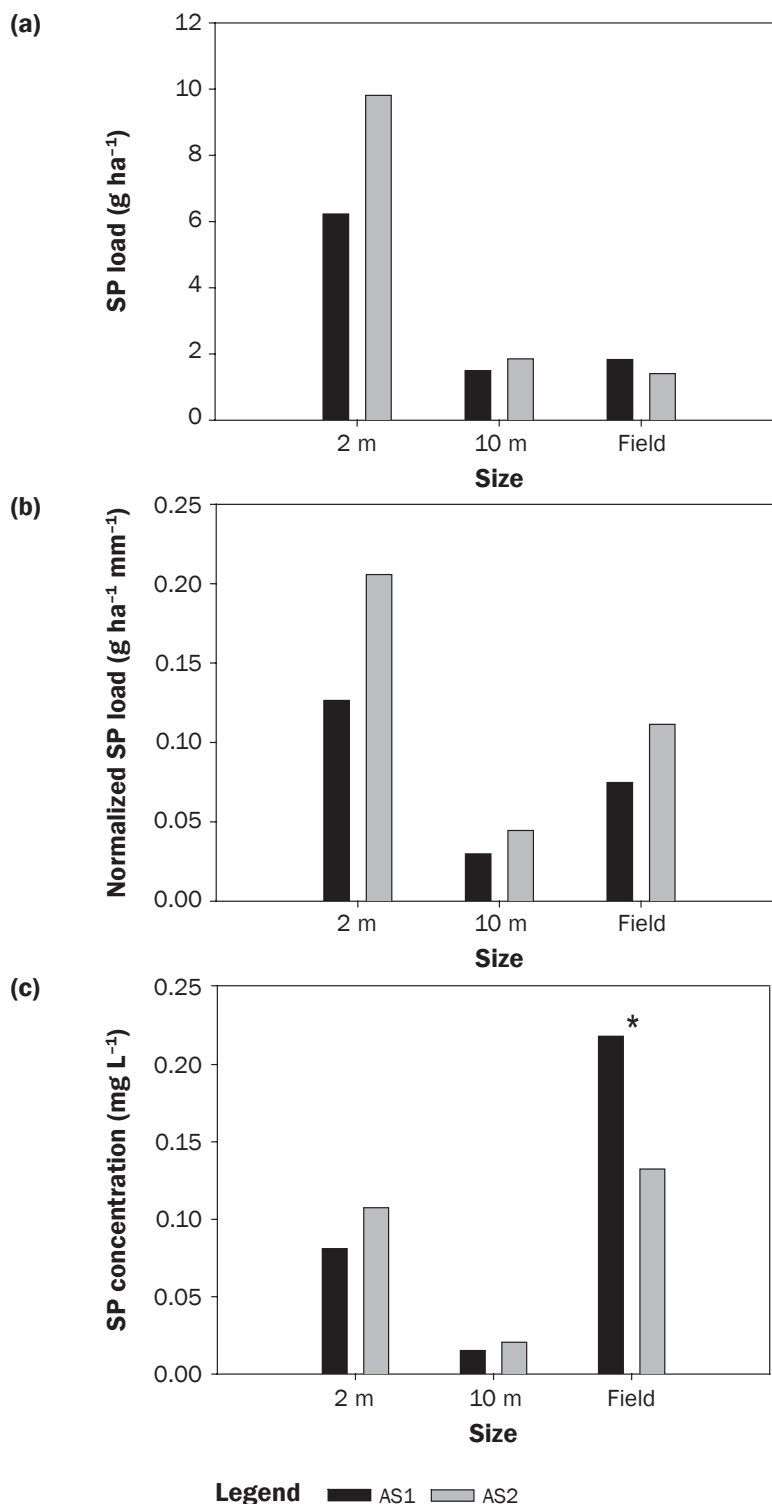 (a)
SP load (g ha⁻¹)
12
10
8
6
4
2
0
2 m 10 m Field
Size
(b)
Normalized SP load (g ha⁻¹ mm⁻¹)
0.25
0.20
0.15
0.10
0.05
0.00
2 m 10 m Field
Size
(c)
SP concentration (mg L⁻¹)
0.25
0.20
0.15
0.10
0.05
0.00
*
2 m 10 m Field
Size
Legend AS1 AS2